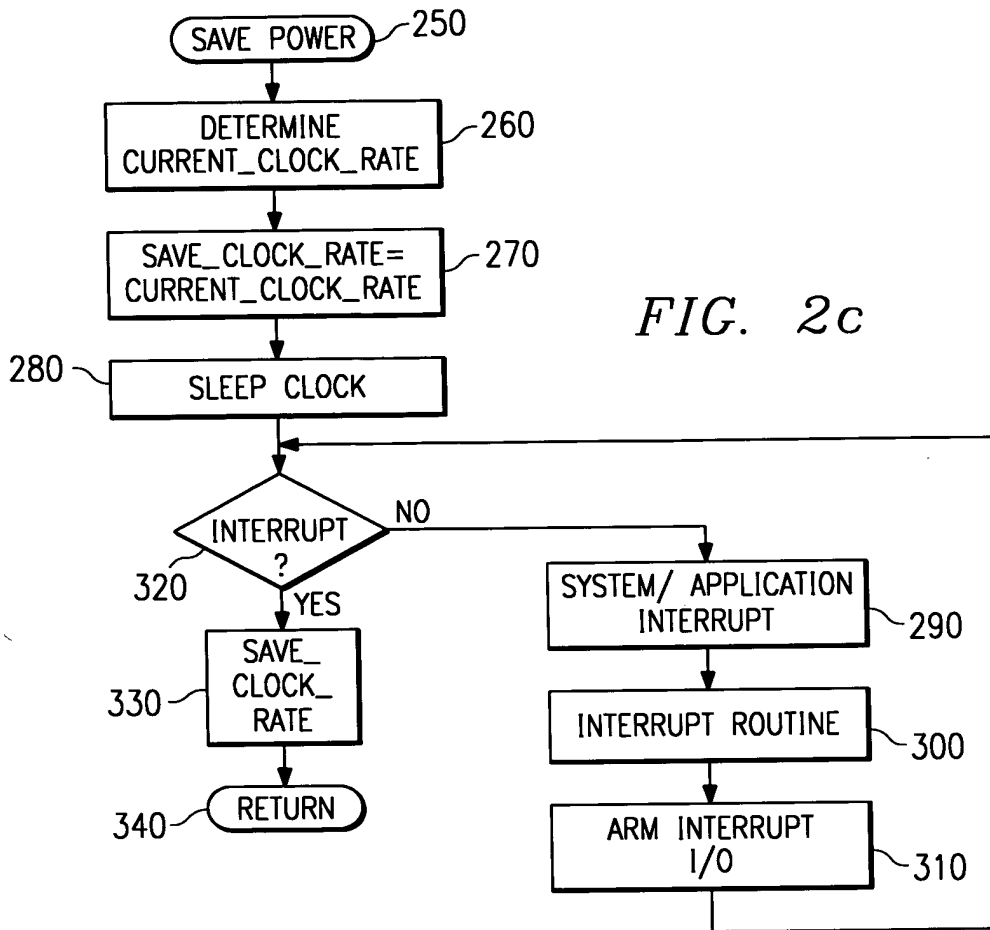 SAVE POWER
250
DETERMINE
CURRENT_CLOCK_RATE
260
SAVE_CLOCK_RATE=
CURRENT_CLOCK_RATE
270
FIG. 2c
280
SLEEP CLOCK
INTERRUPT
?
320
NO
YES
SYSTEM/ APPLICATION
INTERRUPT
290
SAVE_
CLOCK_
RATE
330
INTERRUPT ROUTINE
300
RETURN
340
ARM INTERRUPT
I/O
310